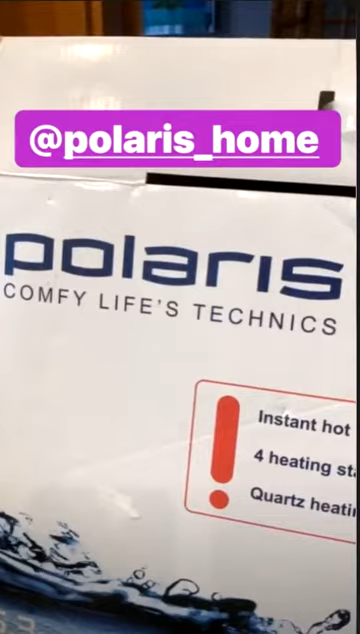 @polaris_home
polaris
COMFY LIFE'S TECHNICS
Instant hot
4 heating
Quartz